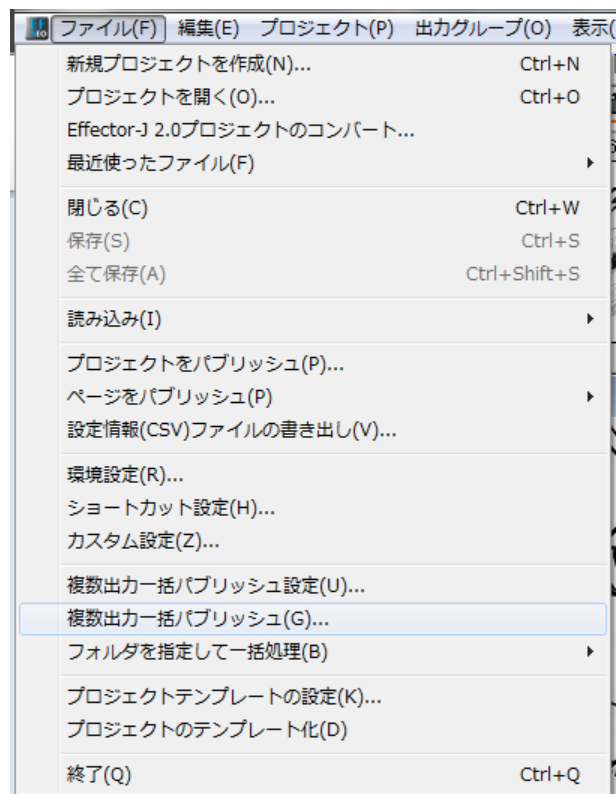 ファイル(F) 編集(E) プロジェクト(P) 出力グループ(O) 表示(
新規プロジェクトを作成(N)... Ctrl+N
プロジェクトを開く(O)... Ctrl+O
Effector-J 2.0プロジェクトのコンバート...
最近使ったファイル(F)
閉じる(C) Ctrl+W
保存(S) Ctrl+S
全て保存(A) Ctrl+Shift+S
読み込み(I)
プロジェクトをパブリッシュ(P)...
ページをパブリッシュ(P)
設定情報(CSV)ファイルの書き出し(V)...
環境設定(R)...
ショートカット設定(H)...
カスタム設定(Z)...
複数出力一括パブリッシュ設定(U)...
複数出力一括パブリッシュ(G)...
フォルダを指定して一括処理(B)
プロジェクトテンプレートの設定(K)...
プロジェクトのテンプレート化(D)
終了(Q) Ctrl+Q